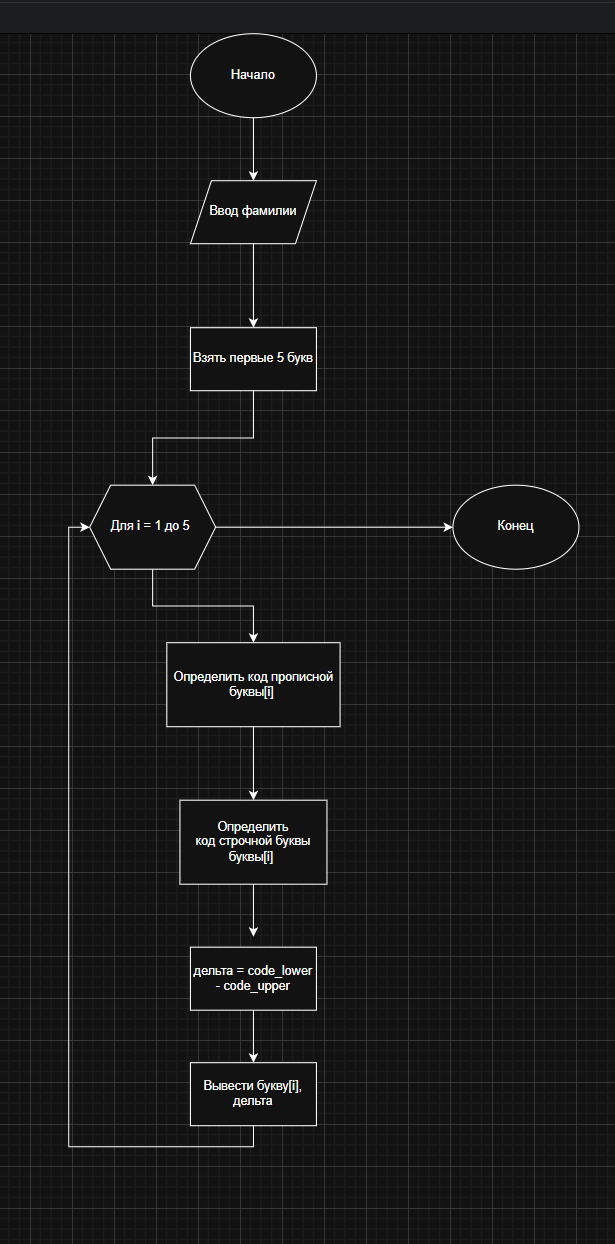 Начало
Ввод фамилии
Взять первые 5 букв
Для i = 1 до 5
Конец
Определить код прописной
буквы[i]
Определить
код строчной буквы
буквы[i]
дельта = code_lower
- code_upper
Вывести букву[i],
дельта